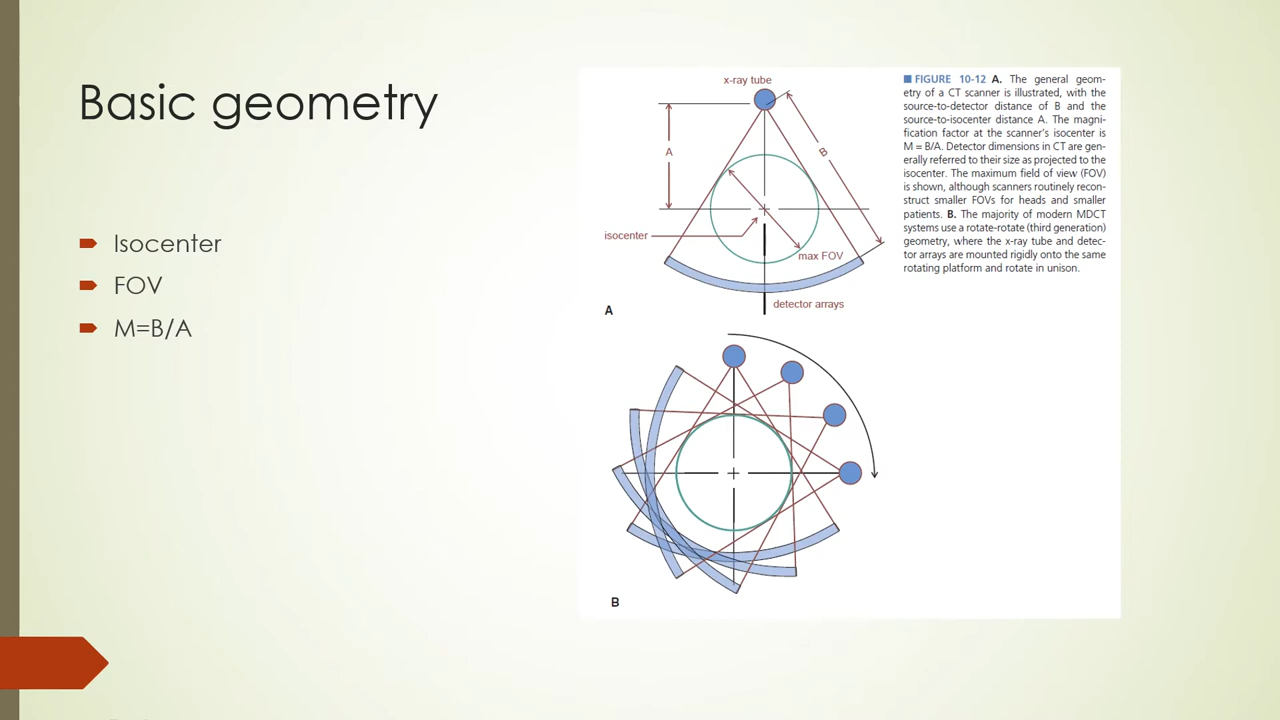 Basic geometry
Isocenter
FOV
M=B/A
x-ray tube
A
B
isocenter
max FOV
detector arrays
A
B
FIGURE 10-12 A. The general geom-
etry of a CT scanner is illustrated, with the
source-to-detector distance of B and the
source-to-isocenter distance A. The magni-
fication factor at the scanner's isocenter is
M = B/A. Detector dimensions in CT are gen-
erally referred to their size as projected to the
isocenter. The maximum field of view (FOV)
is shown, although scanners routinely recon-
struct smaller FOVs for heads and smaller
patients. B. The majority of modern MDCT
systems use a rotate-rotate (third generation)
geometry, where the x-ray tube and detec-
tor arrays are mounted rigidly onto the same
rotating platform and rotate in unison.